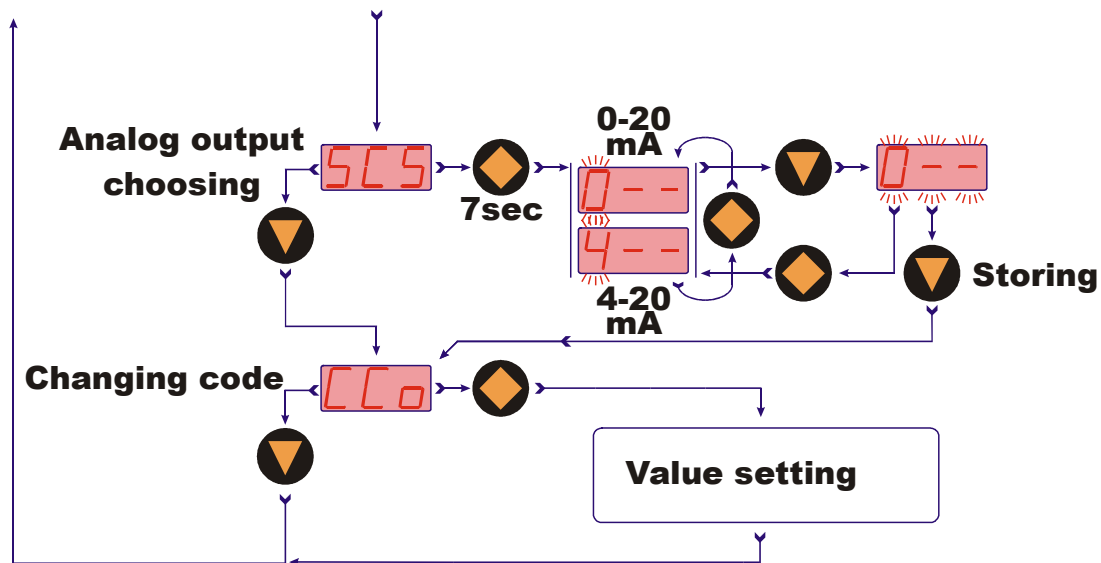 0-20
mA
Analog output
choosing
SCS
7sec
0--
4--
0--
4-20
mA
Storing
Changing code
CCo
Value setting